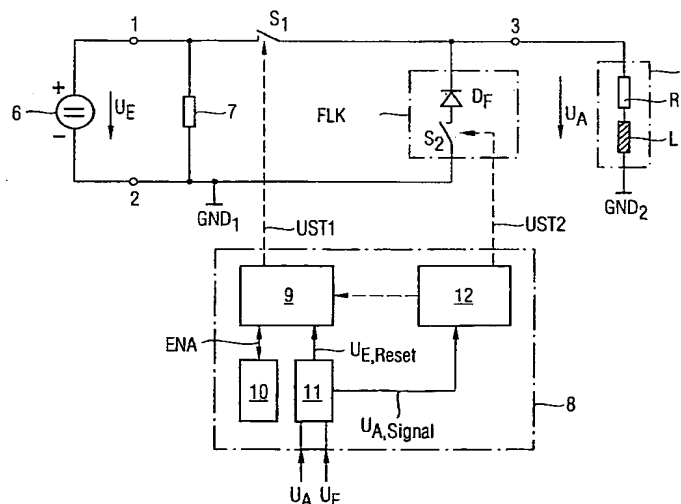 1
S1
3
6
+
−
UE
7
FLK
DF
S2
UA
R
L
2
GND1
GND2
UST1
UST2
9
12
ENA
UE,Reset
10
11
8
UA,Signal
UA UE